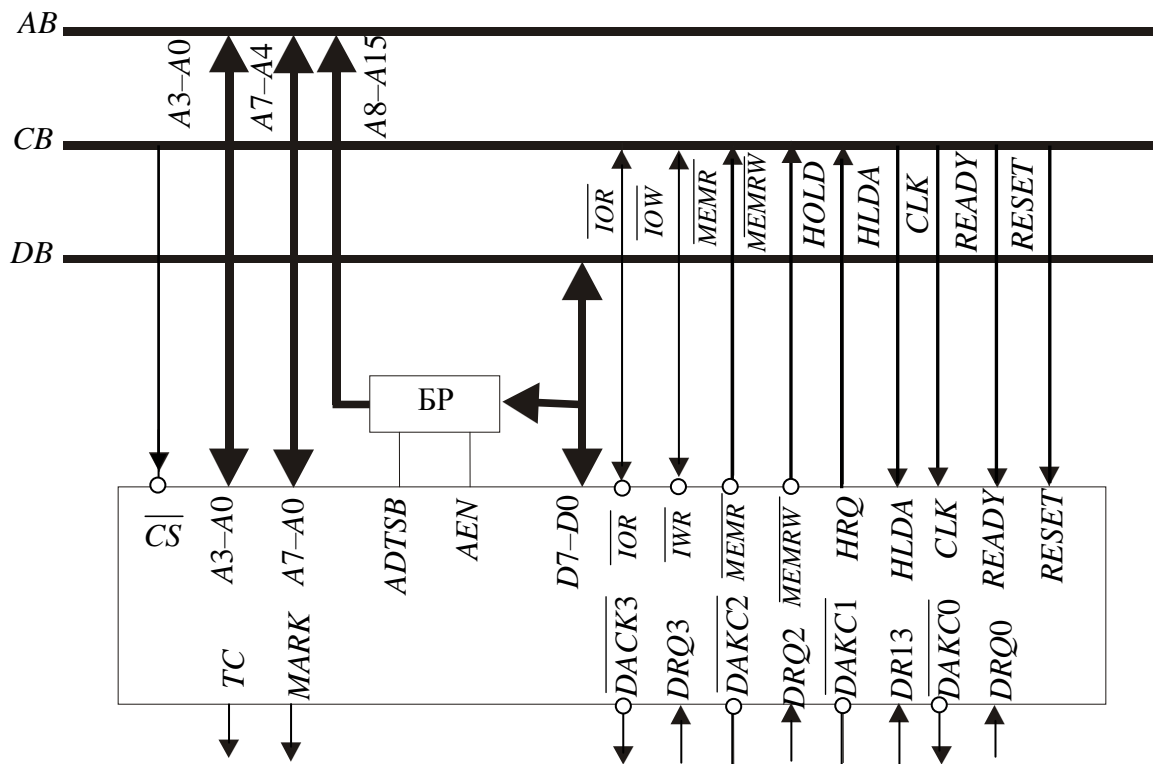 AB
A3–A0
A7–A4
A8–A15
CB
IOR
IOW
MEMR
MEMRW
HOLD
HLDA
CLK
READY
RESET
DB
БР
CS
A3–A0
A7–A0
ADTSB
AEN
D7–D0
IOR
IWR
MEMR
MEMRW
HRQ
HLDA
CLK
READY
RESET
TC
MARK
DACK3
DRQ3
DAKC2
DRQ2
DAKC1
DR13
DAKC0
DRQ0